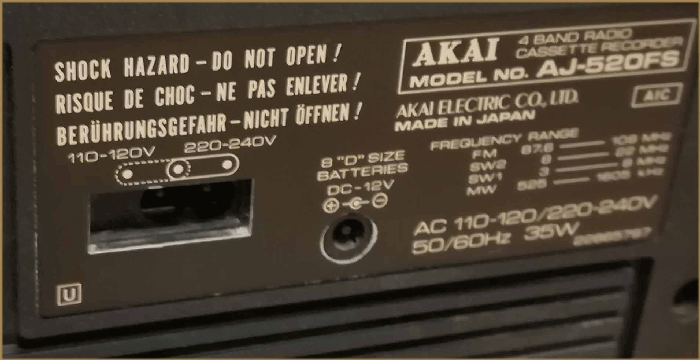 SHOCK HAZARD – DO NOT OPEN!
RISQUE DE CHOC – NE PAS ENLEVER!
BERÜHRUNGSGEFAHR – NICHT ÖFFNEN!
110-120V 220-240V
8 "D" SIZE
BATTERIES
DC-12V
AKAI 4 BAND RADIO
CASSETTE RECORDER
MODEL NO. AJ-520FS
AKAI ELECTRIC CO., LTD.
MADE IN JAPAN
AIC
FREQUENCY RANGE
FM 87.6 — 108 MHz
SW2 8 — 22 MHz
SW1 3 — 8 MHz
MW 525 — 1605 kHz
AC 110-120/220-240V
50/60Hz 35W
U